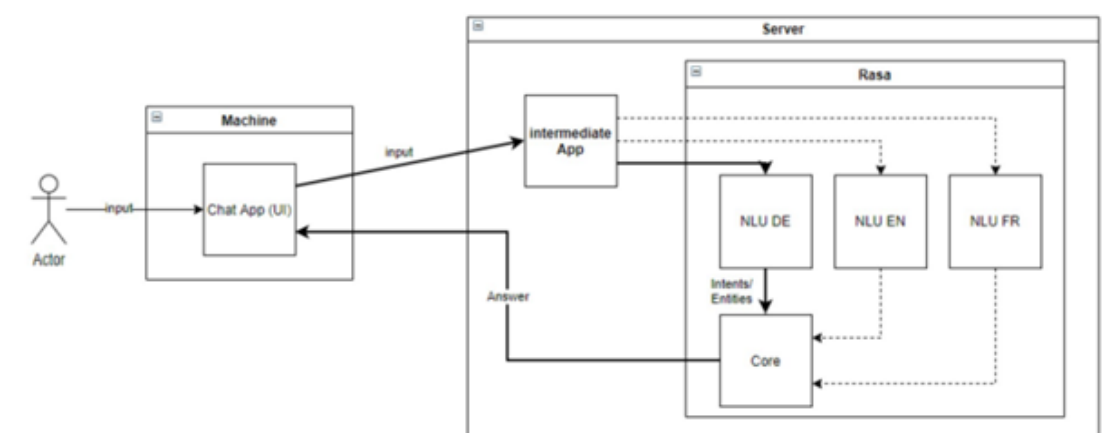 Server
Rasa
Machine
intermediate
App
input
input
Chat App (UI)
Actor
NLU DE
NLU EN
NLU FR
Intents/
Entities
Answer
Core